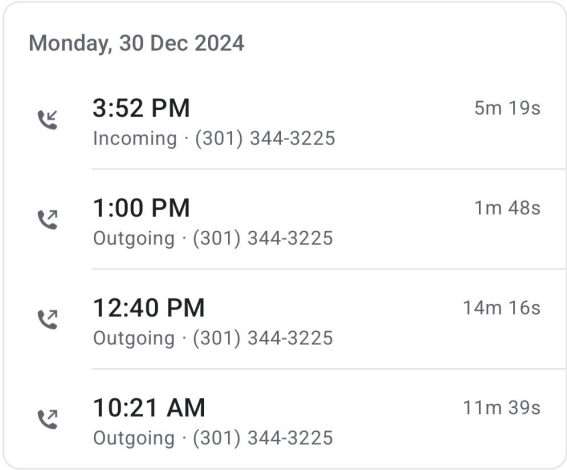 Monday, 30 Dec 2024
3:52 PM
5m 19s
Incoming · (301) 344-3225
1:00 PM
1m 48s
Outgoing · (301) 344-3225
12:40 PM
14m 16s
Outgoing · (301) 344-3225
10:21 AM
11m 39s
Outgoing · (301) 344-3225